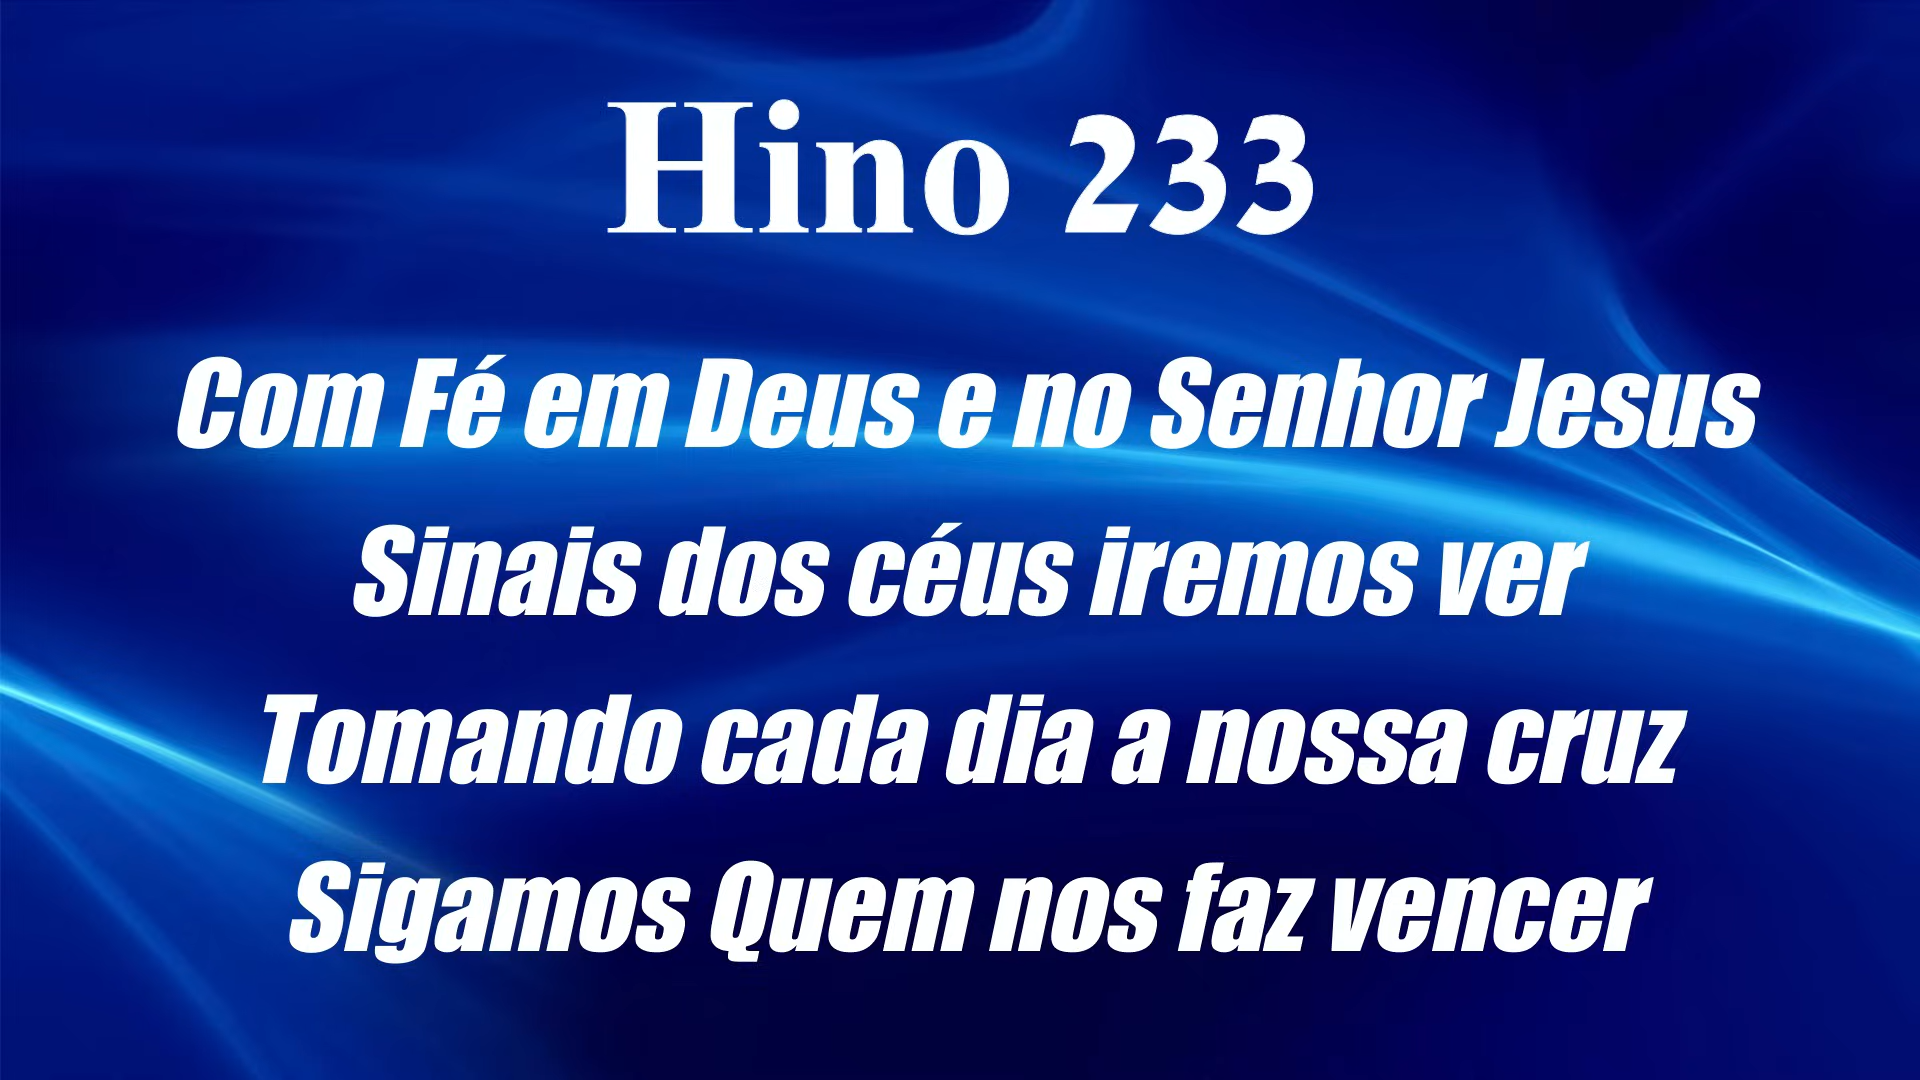 Hino 233
Com Fé em Deus e no Senhor Jesus
Sinais dos céus iremos ver
Tomando cada dia a nossa cruz
Sigamos Quem nos faz vencer